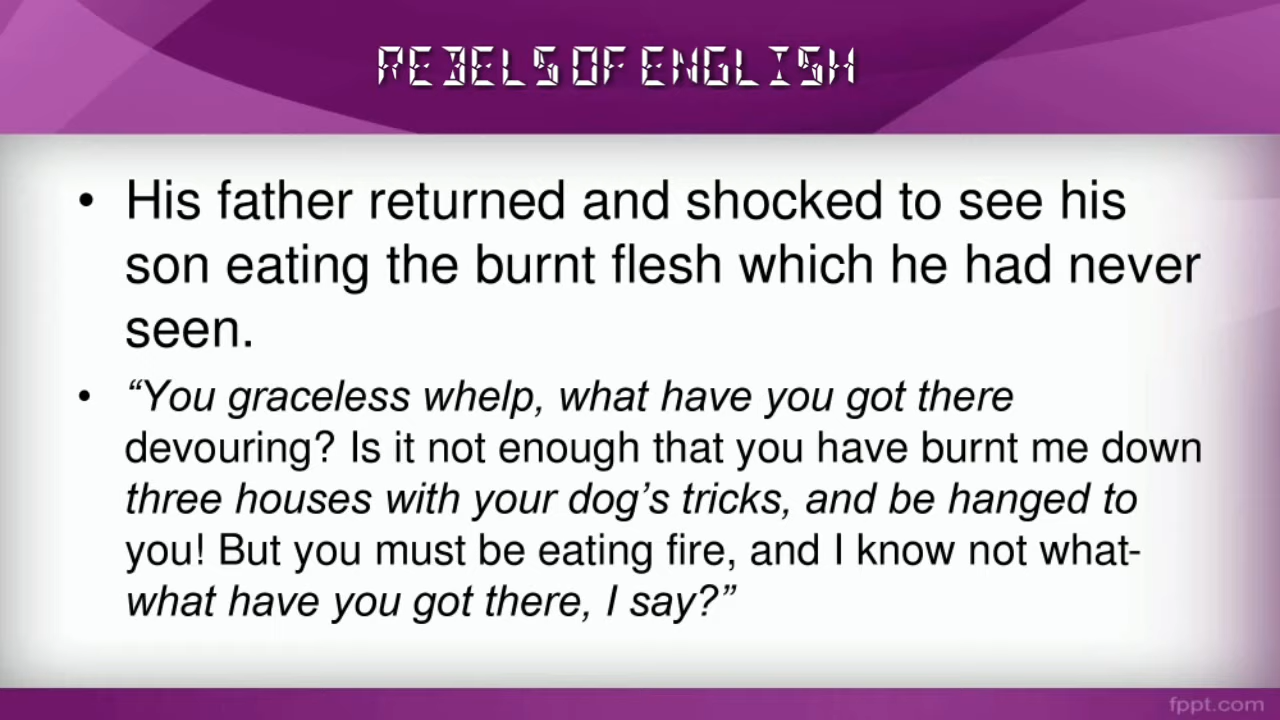 REBELS OF ENGLISH
• His father returned and shocked to see his
son eating the burnt flesh which he had never
seen.
• “You graceless whelp, what have you got there
devouring? Is it not enough that you have burnt me down
three houses with your dog’s tricks, and be hanged to
you! But you must be eating fire, and I know not what-
what have you got there, I say?”
fppt.com